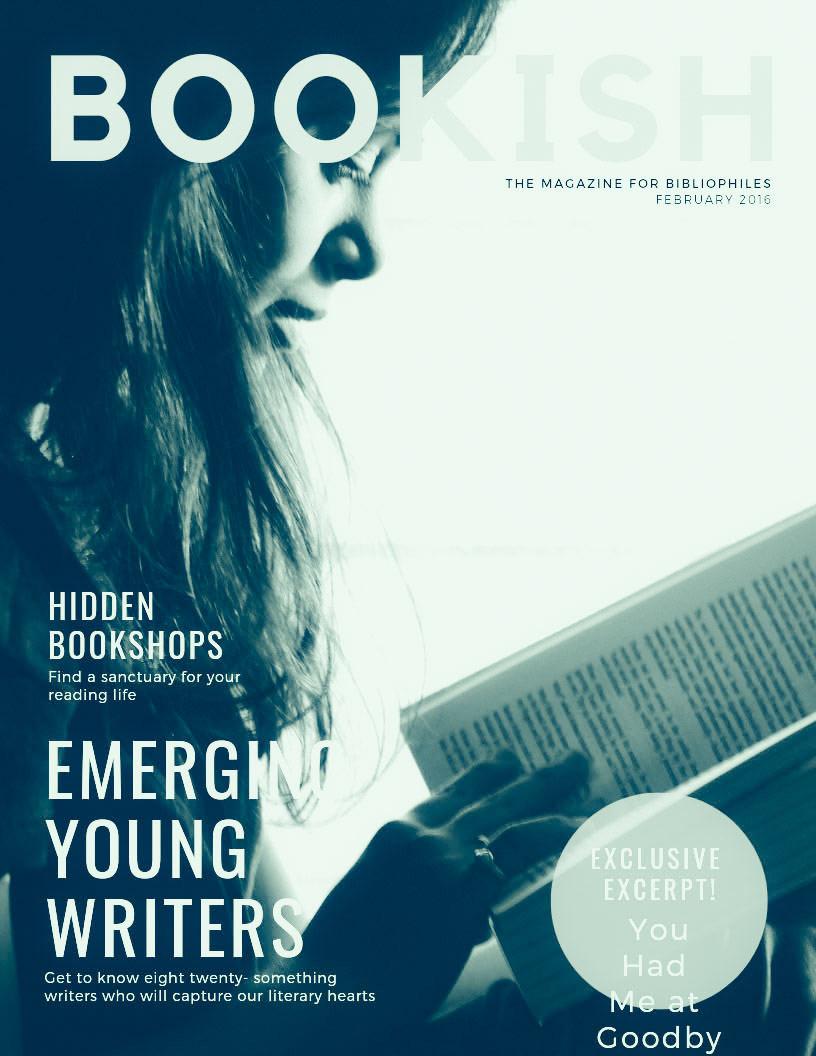 BOOKISH
THE MAGAZINE FOR BIBLIOPHILES
FEBRUARY 2016
HIDDEN
BOOKSHOPS
Find a sanctuary for your
reading life
EMERGING
YOUNG
WRITERS
Get to know eight twenty- something
writers who will capture our literary hearts
EXCLUSIVE
EXCERPT!
You
Had
Me at
Goodby